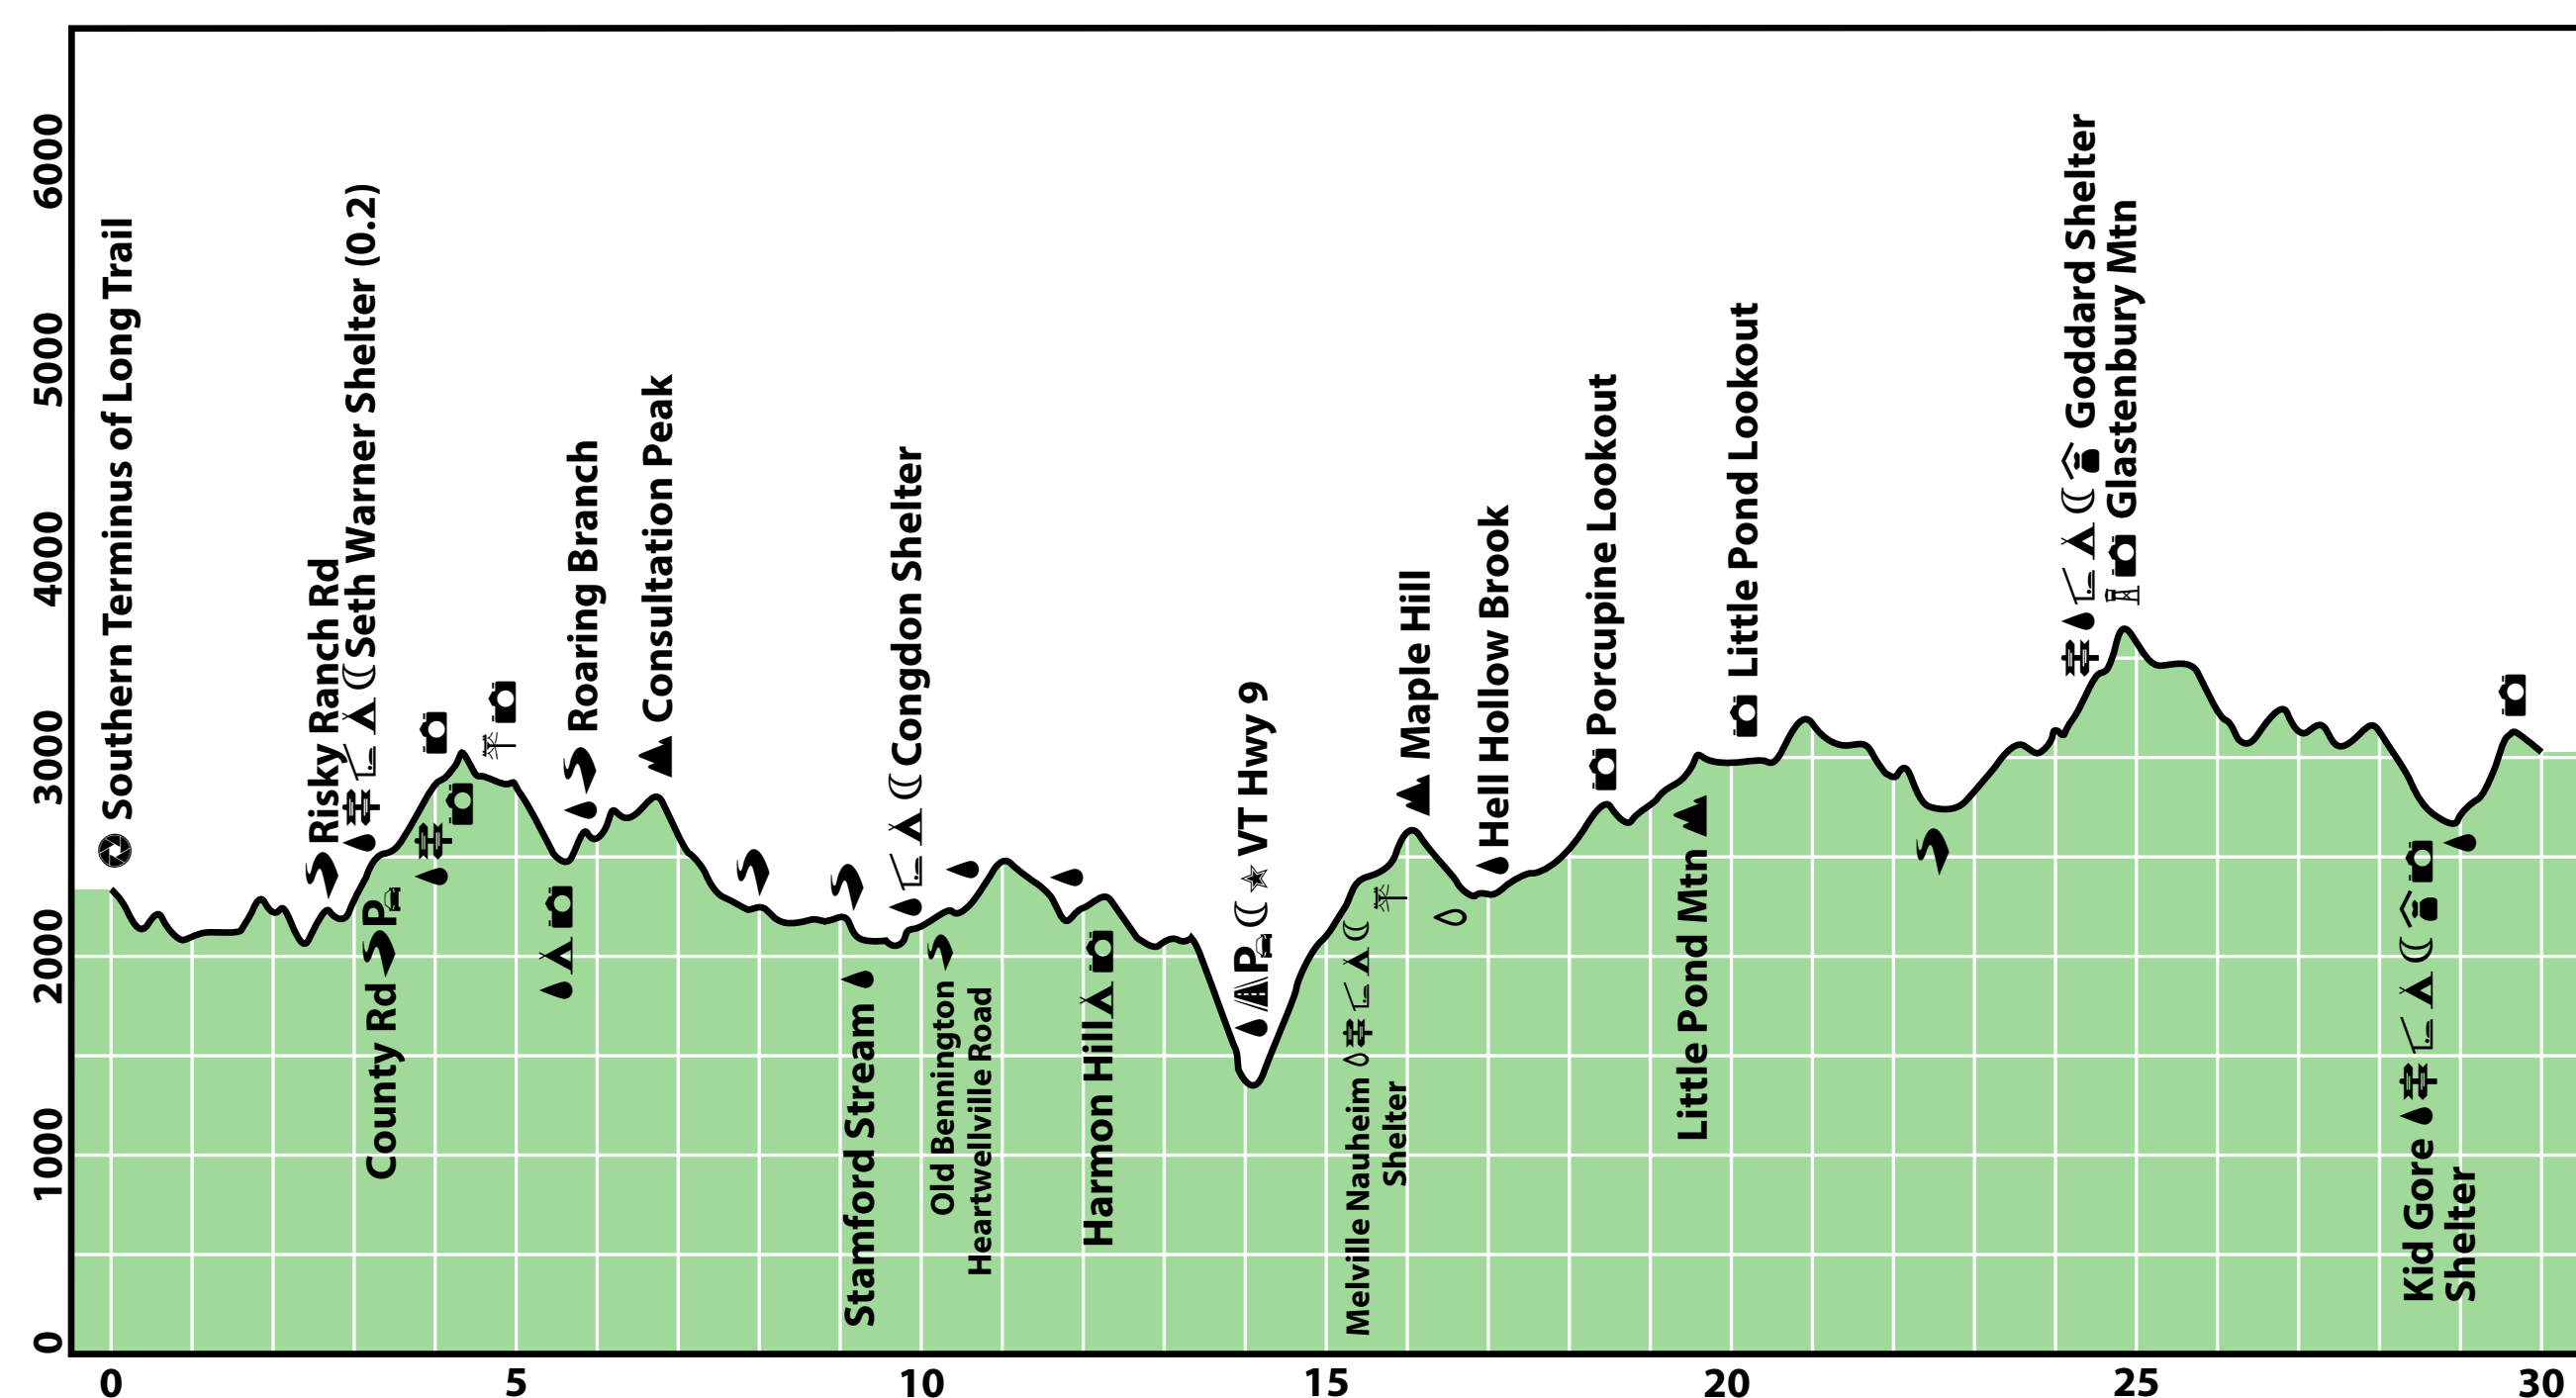 6000
5000
4000
3000
2000
1000
0
Southern Terminus of Long Trail
Risky Ranch Rd
Seth Warner Shelter (0.2)
County Rd
P
Roaring Branch
Consultation Peak
Stamford Stream
Congdon Shelter
Old Bennington
Heartwellville Road
Harmon Hill
P
VT Hwy 9
Melville Nauheim
Shelter
Maple Hill
Hell Hollow Brook
Porcupine Lookout
Little Pond Mtn
Little Pond Lookout
Goddard Shelter
Glastenbury Mtn
Kid Gore
Shelter
0 5 10 15 20 25 30